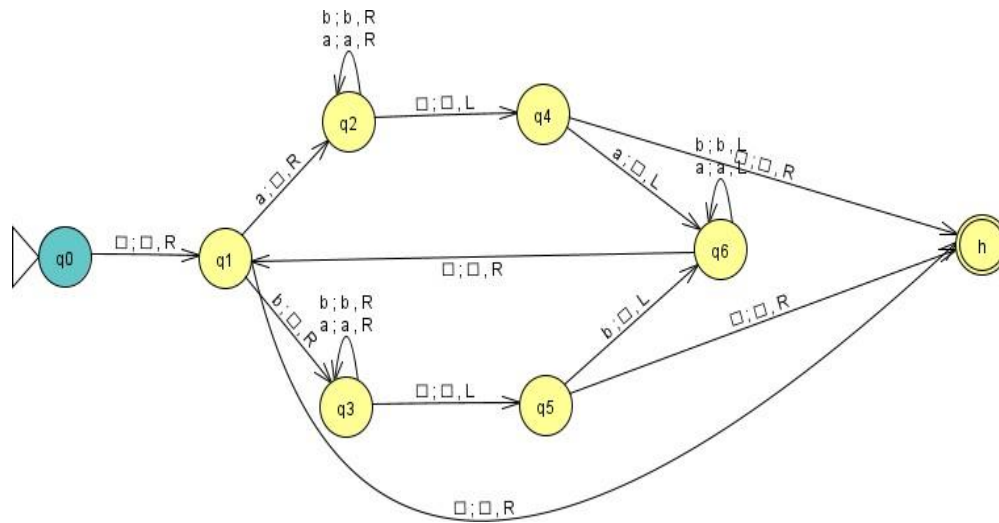 b ; b , R
a ; a , R
q2
□ ; □ , L
q4
a ; □ , R
a ; □ , L
b ; b , L
□ ; □ , R
a ; a , L
q0
□ ; □ , R
q1
q6
h
□ ; □ , R
b ; □ , R
b ; b , R
a ; a , R
b ; □ , L
□ ; □ , R
q3
□ ; □ , L
q5
□ ; □ , R